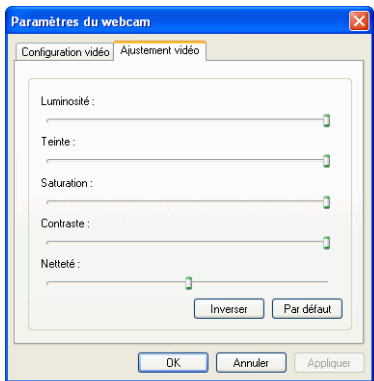 Paramètres du webcam
Configuration vidéo Ajustement vidéo
Luminosité :
Teinte :
Saturation :
Contraste :
Netteté :
Inverser Par défaut
OK Annuler Appliquer